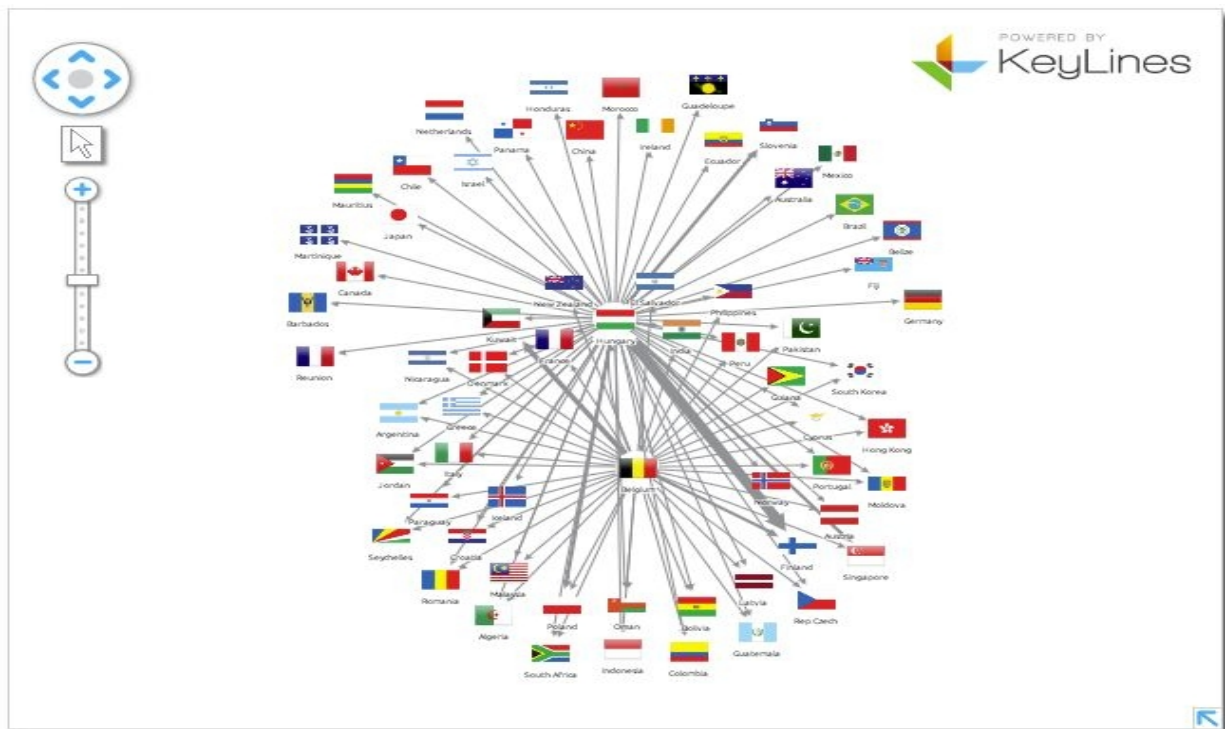 POWERED BY
KeyLines
Honduras
Morocco
Guadeloupe
Netherlands
Panama
China
Ireland
Ecuador
Slovenia
Mexico
Chile
Israel
Australia
Mauritius
Japan
Brazil
Belize
Martinique
Canada
Fiji
New Zealand
El Salvador
Philippines
Germany
Barbados
Kuwait
Hungary
France
India
Peru
Pakistan
Reunion
Nicaragua
Denmark
Guiana
South Korea
Argentina
Greece
Cyprus
Hong Kong
Jordan
Italy
Belgium
Norway
Portugal
Moldova
Paraguay
Iceland
Austria
Seychelles
Croatia
Finland
Singapore
Romania
Malaysia
Latvia
Rep.Czech
Algeria
Poland
Oman
Bolivia
Guatemala
South Africa
Indonesia
Colombia